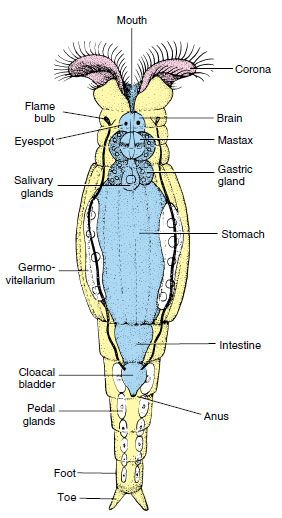 Mouth
Corona
Flame
bulb
Brain
Eyespot
Mastax
Salivary
glands
Gastric
gland
Stomach
Germo-
vitellarium
Intestine
Cloacal
bladder
Pedal
glands
Anus
Foot
Toe